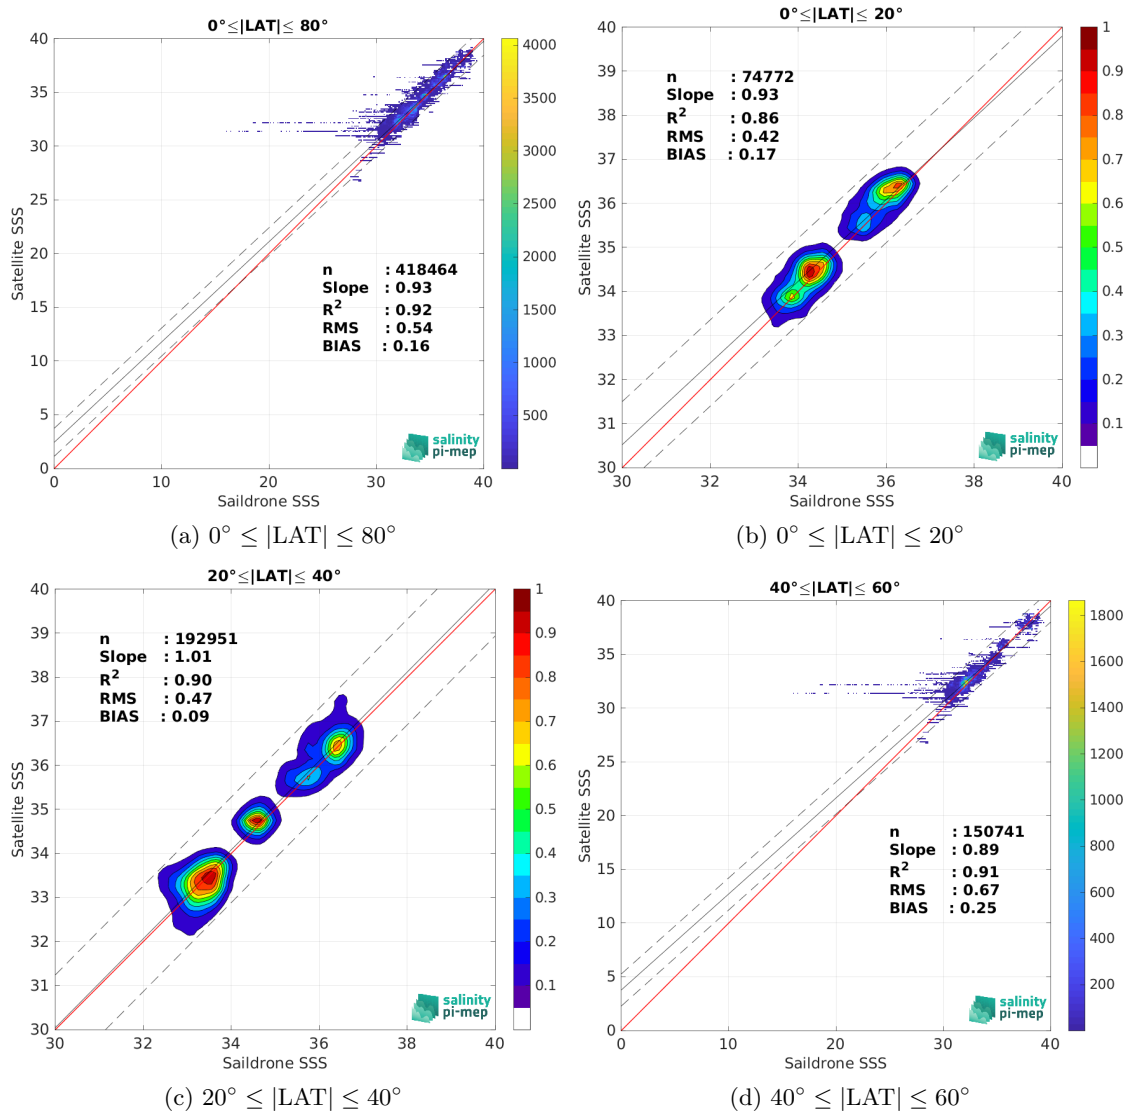 0°≤|LAT|≤ 80°
40
35
30
25
20
15
10
5
0
Satellite SSS
0
10
20
30
40
Saildrone SSS
n : 418464
Slope : 0.93
R² : 0.92
RMS : 0.54
BIAS : 0.16
salinity
pi-mep
4000
3500
3000
2500
2000
1500
1000
500
(a) 0° ≤ |LAT| ≤ 80°
0°≤|LAT|≤ 20°
40
39
38
37
36
35
34
33
32
31
30
Satellite SSS
30
32
34
36
38
40
Saildrone SSS
n : 74772
Slope : 0.93
R² : 0.86
RMS : 0.42
BIAS : 0.17
salinity
pi-mep
1
0.9
0.8
0.7
0.6
0.5
0.4
0.3
0.2
0.1
(b) 0° ≤ |LAT| ≤ 20°
20°≤|LAT|≤ 40°
40
39
38
37
36
35
34
33
32
31
30
Satellite SSS
30
32
34
36
38
40
Saildrone SSS
n : 192951
Slope : 1.01
R² : 0.90
RMS : 0.47
BIAS : 0.09
salinity
pi-mep
1
0.9
0.8
0.7
0.6
0.5
0.4
0.3
0.2
0.1
(c) 20° ≤ |LAT| ≤ 40°
40°≤|LAT|≤ 60°
40
35
30
25
20
15
10
5
0
Satellite SSS
0
10
20
30
40
Saildrone SSS
n : 150741
Slope : 0.89
R² : 0.91
RMS : 0.67
BIAS : 0.25
salinity
pi-mep
1800
1600
1400
1200
1000
800
600
400
200
(d) 40° ≤ |LAT| ≤ 60°